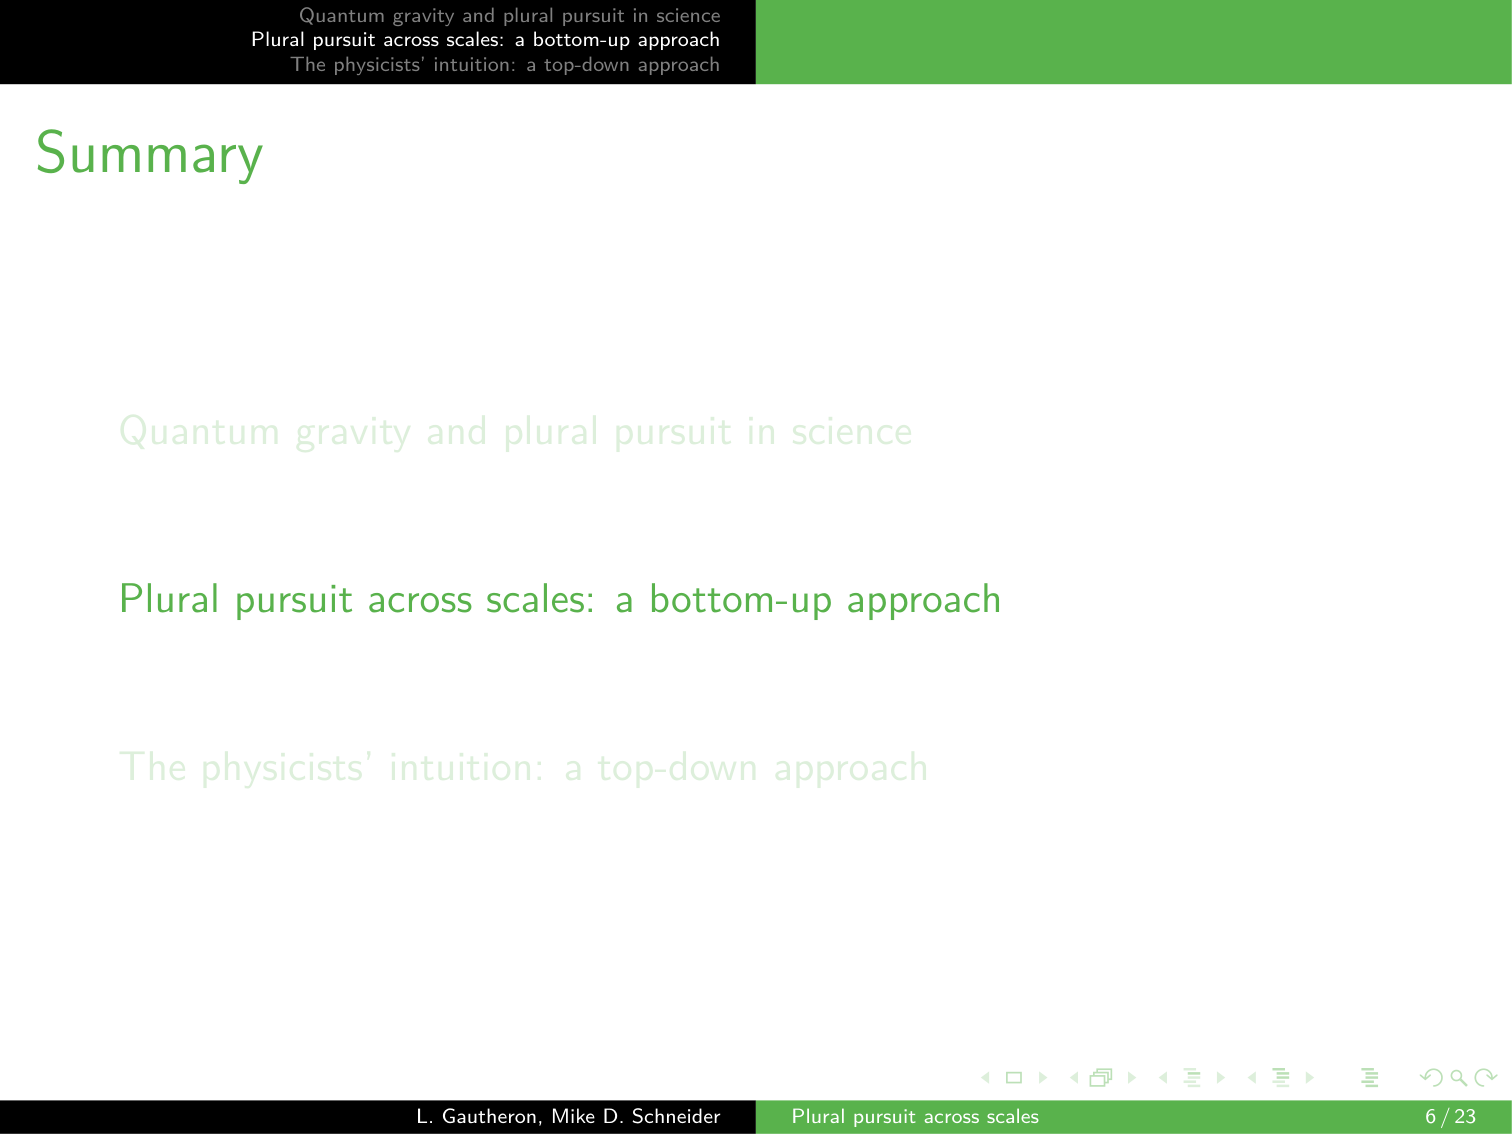 Quantum gravity and plural pursuit in science
Plural pursuit across scales: a bottom-up approach
The physicists' intuition: a top-down approach
Summary
Quantum gravity and plural pursuit in science
Plural pursuit across scales: a bottom-up approach
The physicists' intuition: a top-down approach
L. Gautheron, Mike D. Schneider
Plural pursuit across scales
6 / 23